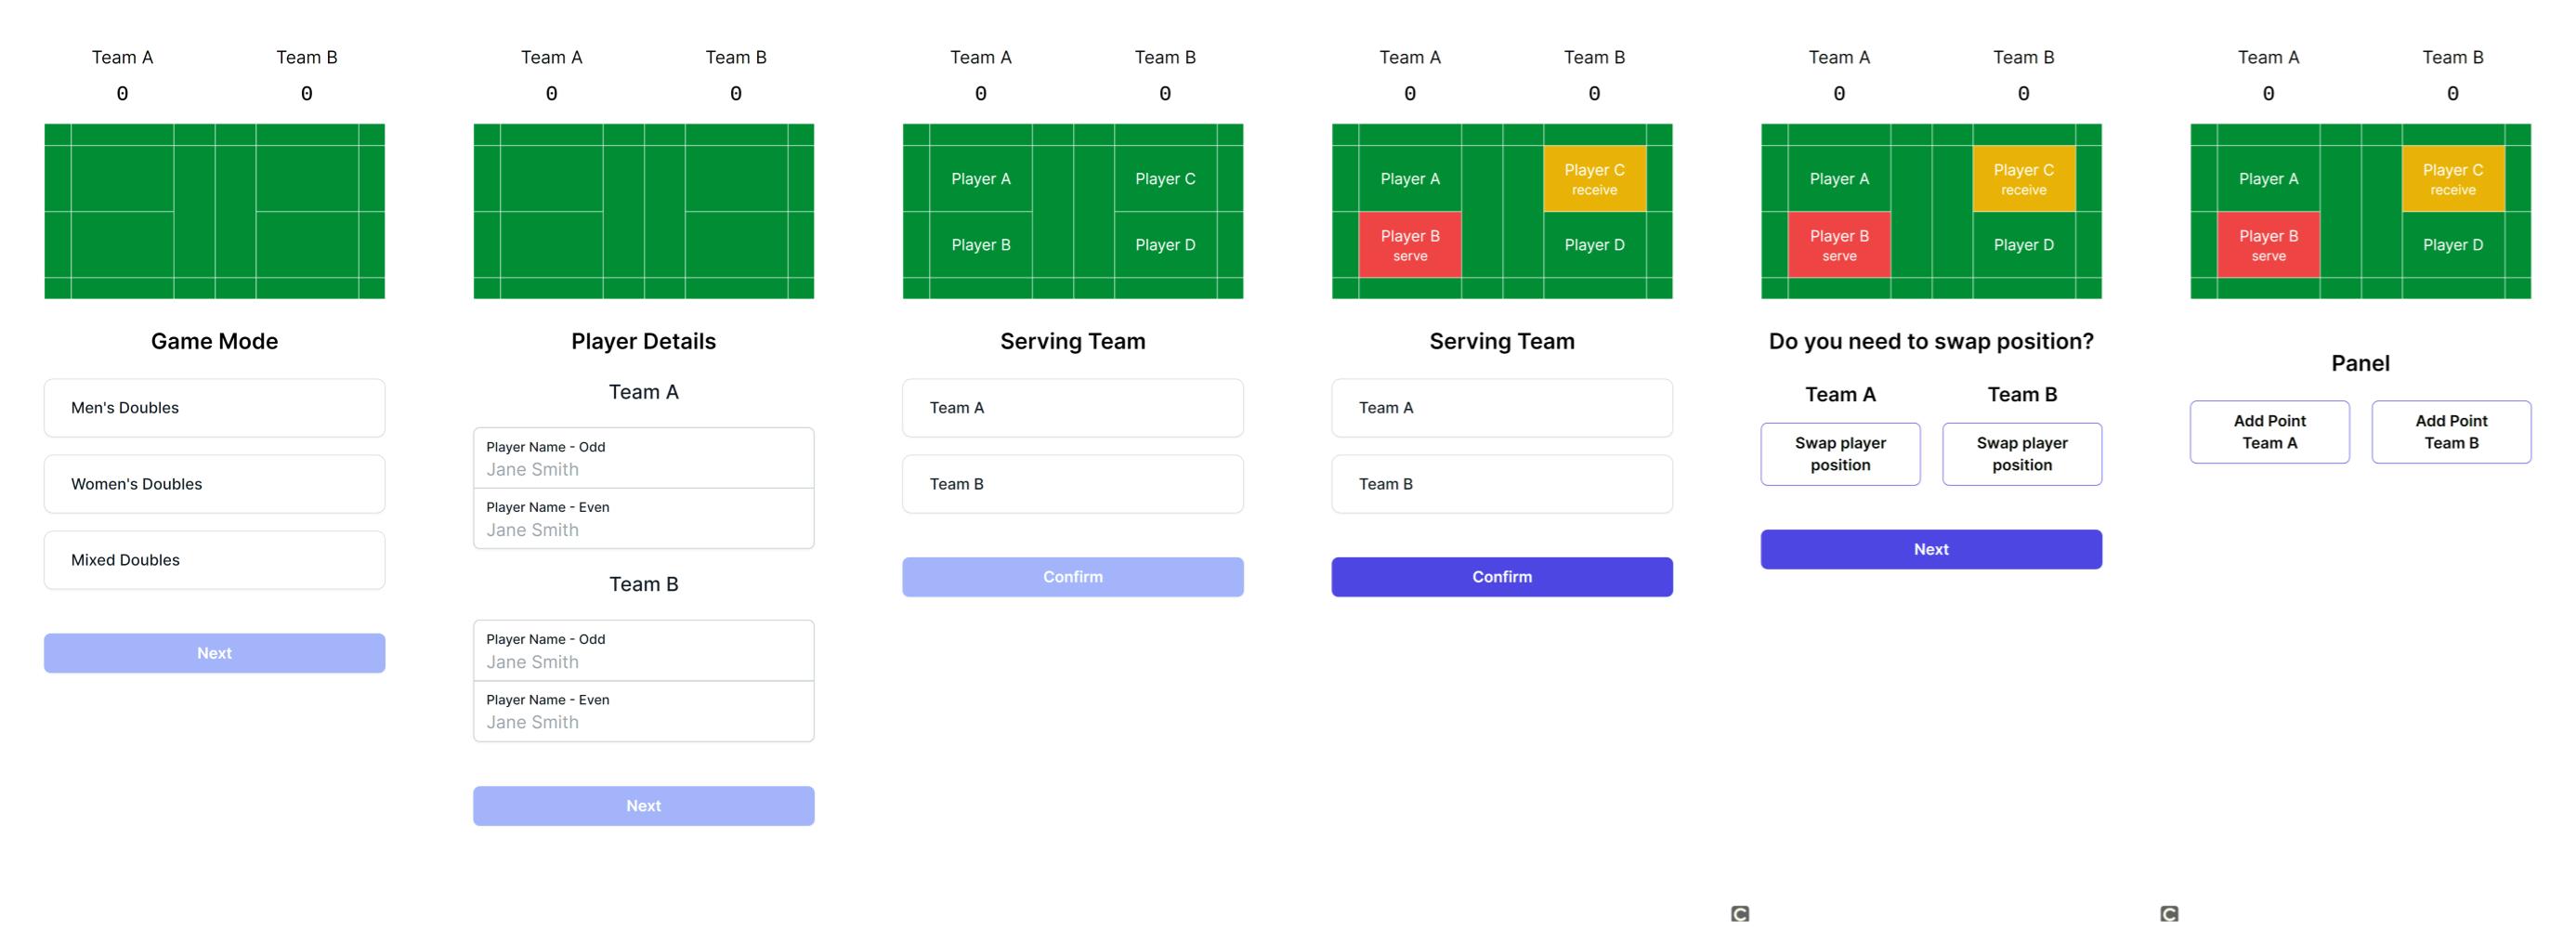 Team A
Team B
0
0
Game Mode
Men's Doubles
Women's Doubles
Mixed Doubles
Next
Team A
Team B
0
0
Player Details
Team A
Player Name - Odd
Jane Smith
Player Name - Even
Jane Smith
Team B
Player Name - Odd
Jane Smith
Player Name - Even
Jane Smith
Next
Team A
Team B
0
0
Player A
Player C
Player B
Player D
Serving Team
Team A
Team B
Confirm
Team A
Team B
0
0
Player A
Player C
receive
Player B
serve
Player D
Serving Team
Team A
Team B
Confirm
Team A
Team B
0
0
Player A
Player C
receive
Player B
serve
Player D
Do you need to swap position?
Team A
Team B
Swap player
position
Swap player
position
Next
C
Team A
Team B
0
0
Player A
Player C
receive
Player B
serve
Player D
Panel
Add Point
Team A
Add Point
Team B
C